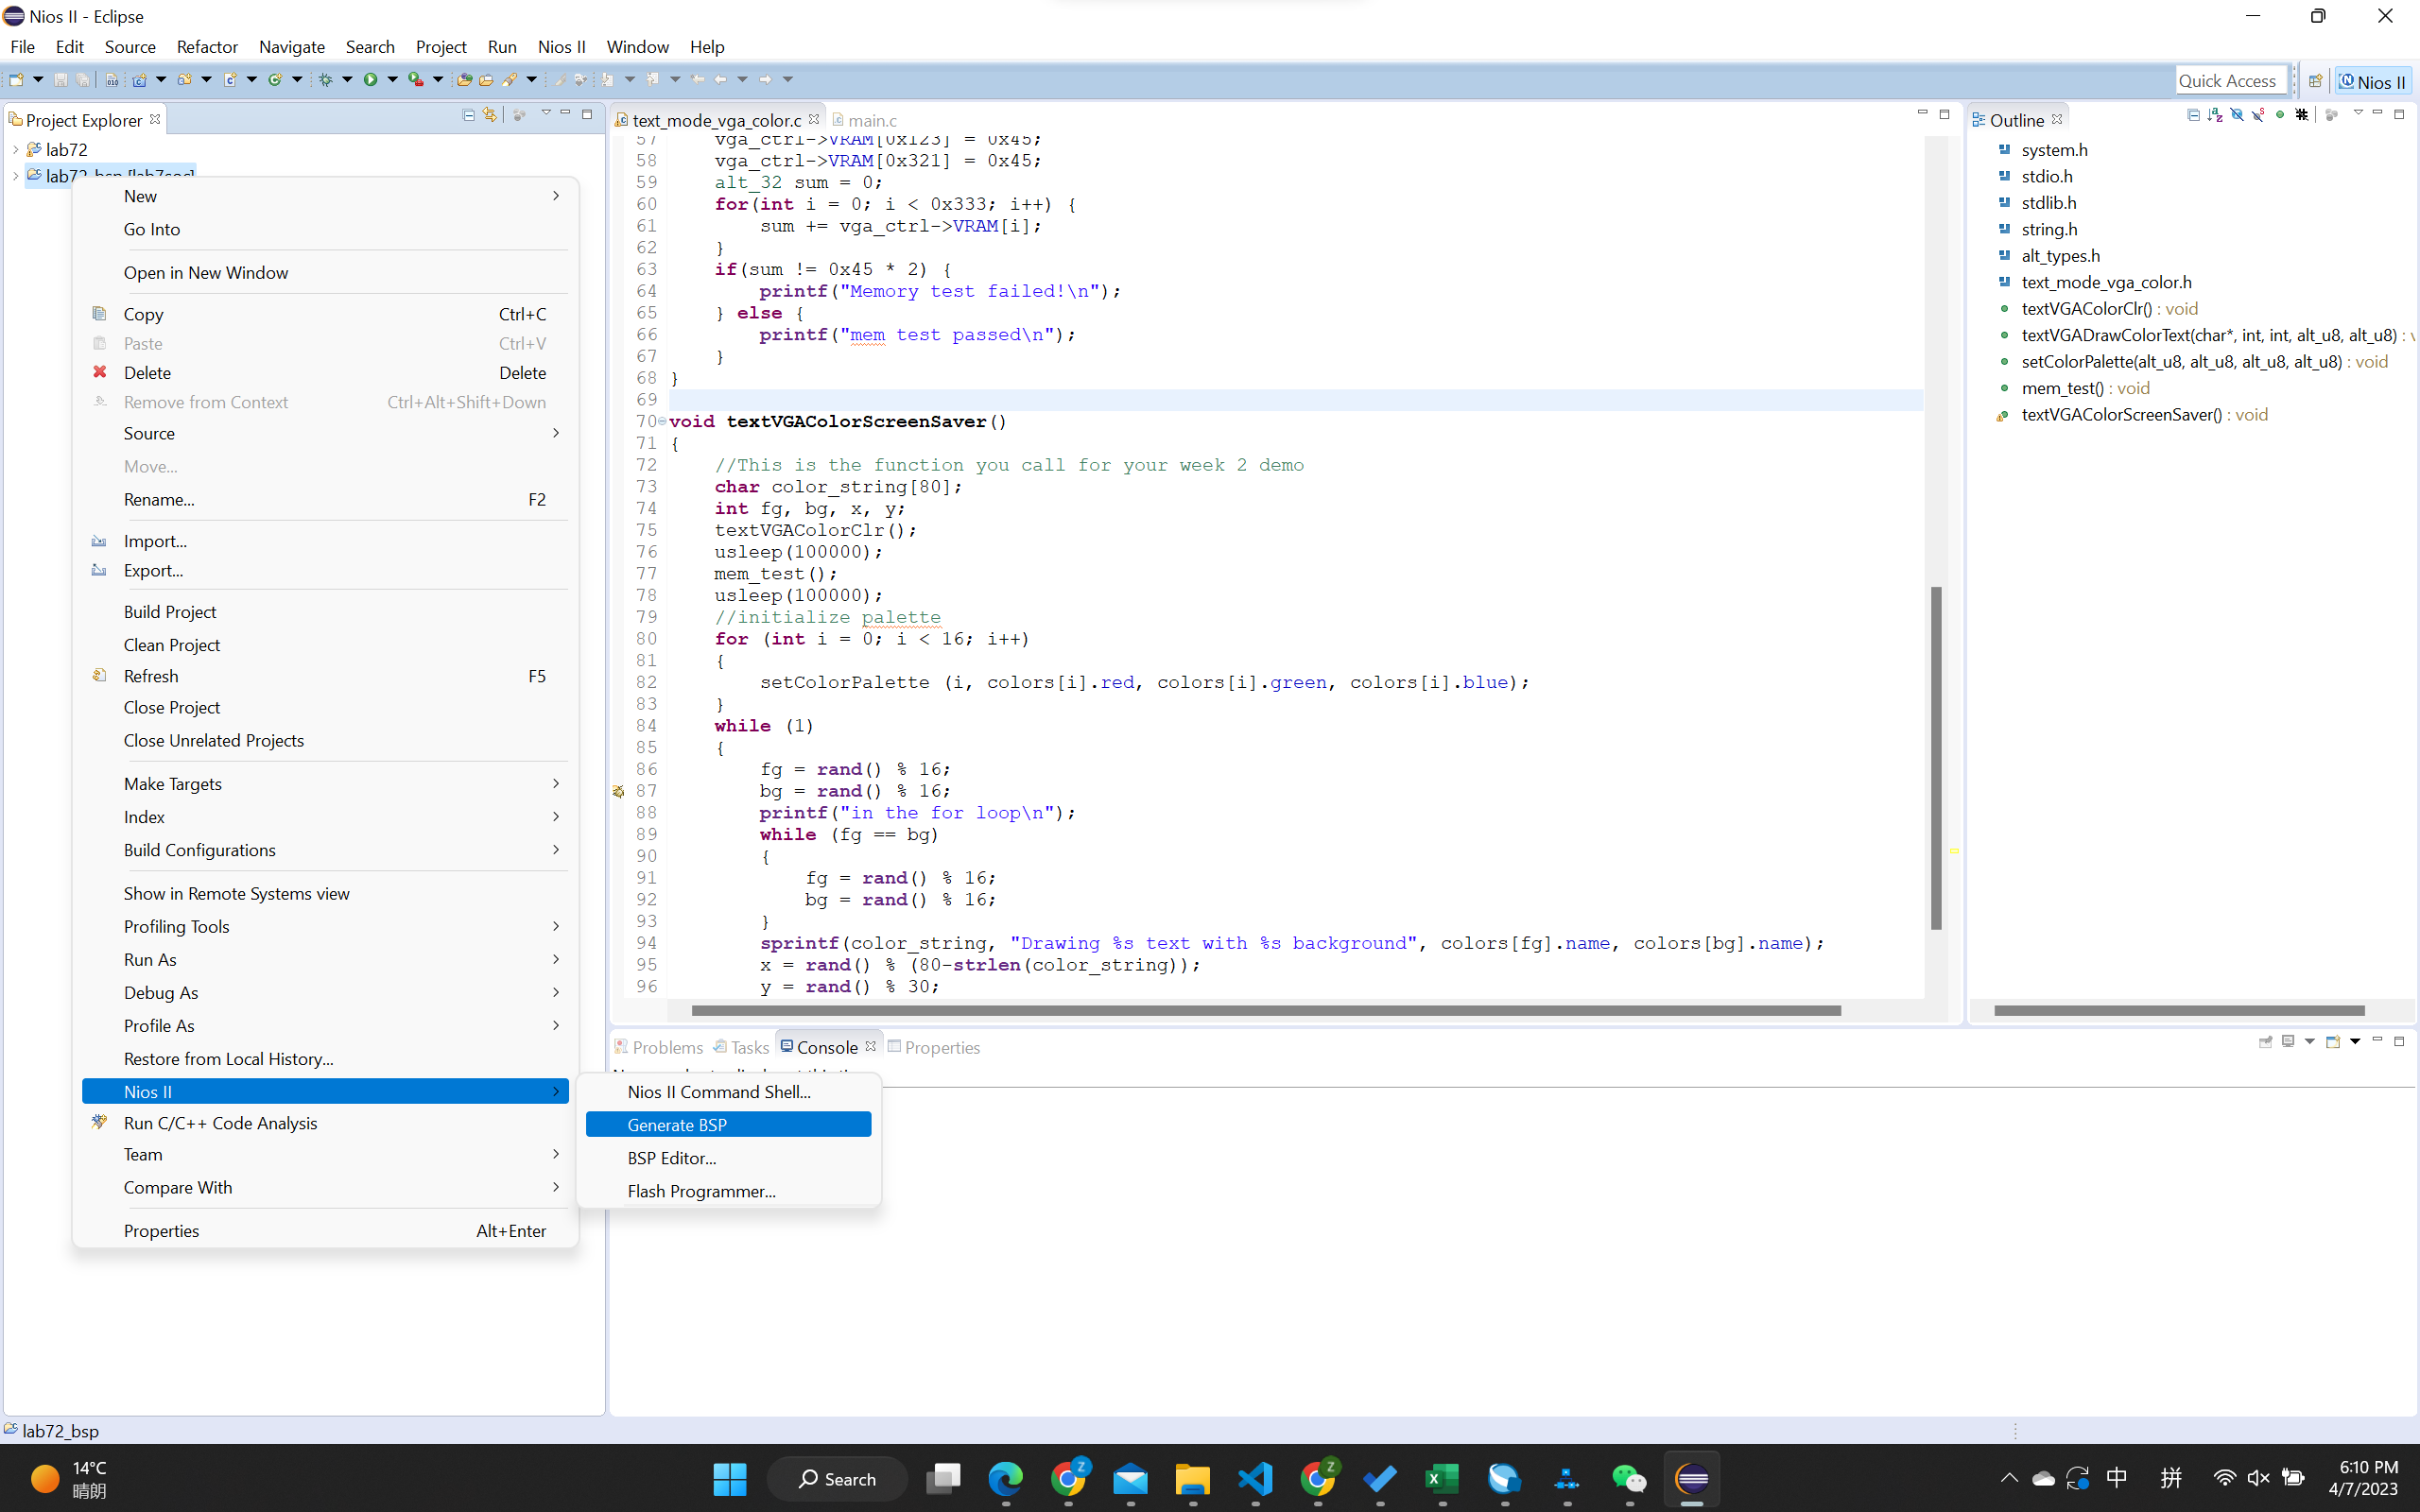 Nios II - Eclipse
File Edit Source Refactor Navigate Search Project Run Nios II Window Help
Quick Access
Nios II
Project Explorer
lab72
lab72_bsp [lab7soc]
New
Go Into
Open in New Window
Copy Ctrl+C
Paste Ctrl+V
Delete Delete
Remove from Context Ctrl+Alt+Shift+Down
Source
Move...
Rename... F2
Import...
Export...
Build Project
Clean Project
Refresh F5
Close Project
Close Unrelated Projects
Make Targets
Index
Build Configurations
Show in Remote Systems view
Profiling Tools
Run As
Debug As
Profile As
Restore from Local History...
Nios II
Run C/C++ Code Analysis
Team
Compare With
Properties Alt+Enter
Nios II Command Shell...
Generate BSP
BSP Editor...
Flash Programmer...
text_mode_vga_color.c
main.c
57 vga_ctrl->VRAM[0x123] = 0x45;
58 vga_ctrl->VRAM[0x321] = 0x45;
59 alt_32 sum = 0;
60 for(int i = 0; i < 0x333; i++) {
61 sum += vga_ctrl->VRAM[i];
62 }
63 if(sum != 0x45 * 2) {
64 printf("Memory test failed!\n");
65 } else {
66 printf("mem test passed\n");
67 }
68 }
69
70 void textVGAColorScreenSaver()
71 {
72 //This is the function you call for your week 2 demo
73 char color_string[80];
74 int fg, bg, x, y;
75 textVGAColorClr();
76 usleep(100000);
77 mem_test();
78 usleep(100000);
79 //initialize palette
80 for (int i = 0; i < 16; i++)
81 {
82 setColorPalette (i, colors[i].red, colors[i].green, colors[i].blue);
83 }
84 while (1)
85 {
86 fg = rand() % 16;
87 bg = rand() % 16;
88 printf("in the for loop\n");
89 while (fg == bg)
90 {
91 fg = rand() % 16;
92 bg = rand() % 16;
93 }
94 sprintf(color_string, "Drawing %s text with %s background", colors[fg].name, colors[bg].name);
95 x = rand() % (80-strlen(color_string));
96 y = rand() % 30;
Outline
system.h
stdio.h
stdlib.h
string.h
alt_types.h
text_mode_vga_color.h
textVGAColorClr() : void
textVGADrawColorText(char*, int, int, alt_u8, alt_u8) : v
setColorPalette(alt_u8, alt_u8, alt_u8, alt_u8) : void
mem_test() : void
textVGAColorScreenSaver() : void
Problems Tasks Console Properties
lab72_bsp
14°C
晴朗
Search
中 拼
6:10 PM
4/7/2023